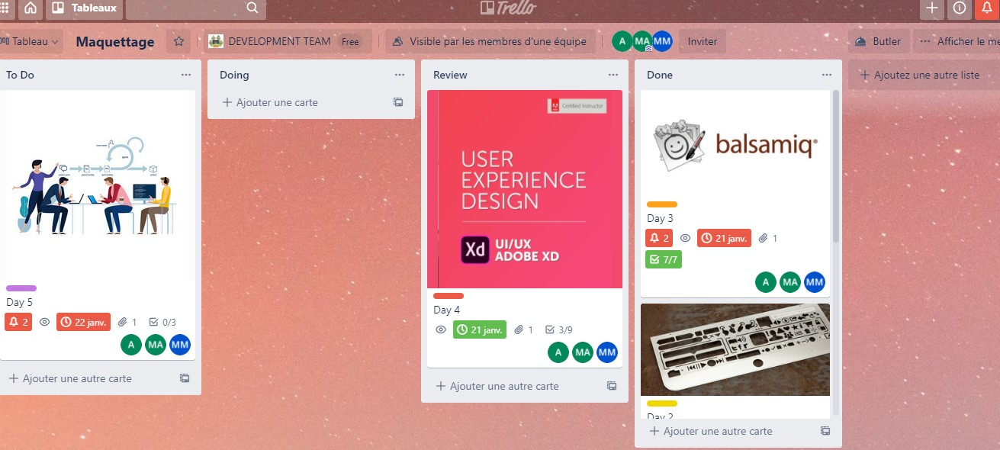 Tableaux
Trello
Tableau
Maquettage
DEVELOPMENT TEAM
Free
Visible par les membres d'une équipe
A
MA
MM
Inviter
Butler
Afficher le me
To Do
Day 5
2
22 janv.
1
0/3
A
MA
MM
Ajouter une autre carte
Doing
Ajouter une carte
Review
Certified Instructor
USER
EXPERIENCE
DESIGN
Xd
UI/UX
ADOBE XD
Day 4
21 janv.
1
3/9
A
MA
MM
Ajouter une autre carte
Done
balsamiq®
Day 3
2
21 janv.
1
7/7
A
MA
MM
Day 2
Ajouter une autre carte
Ajoutez une autre liste